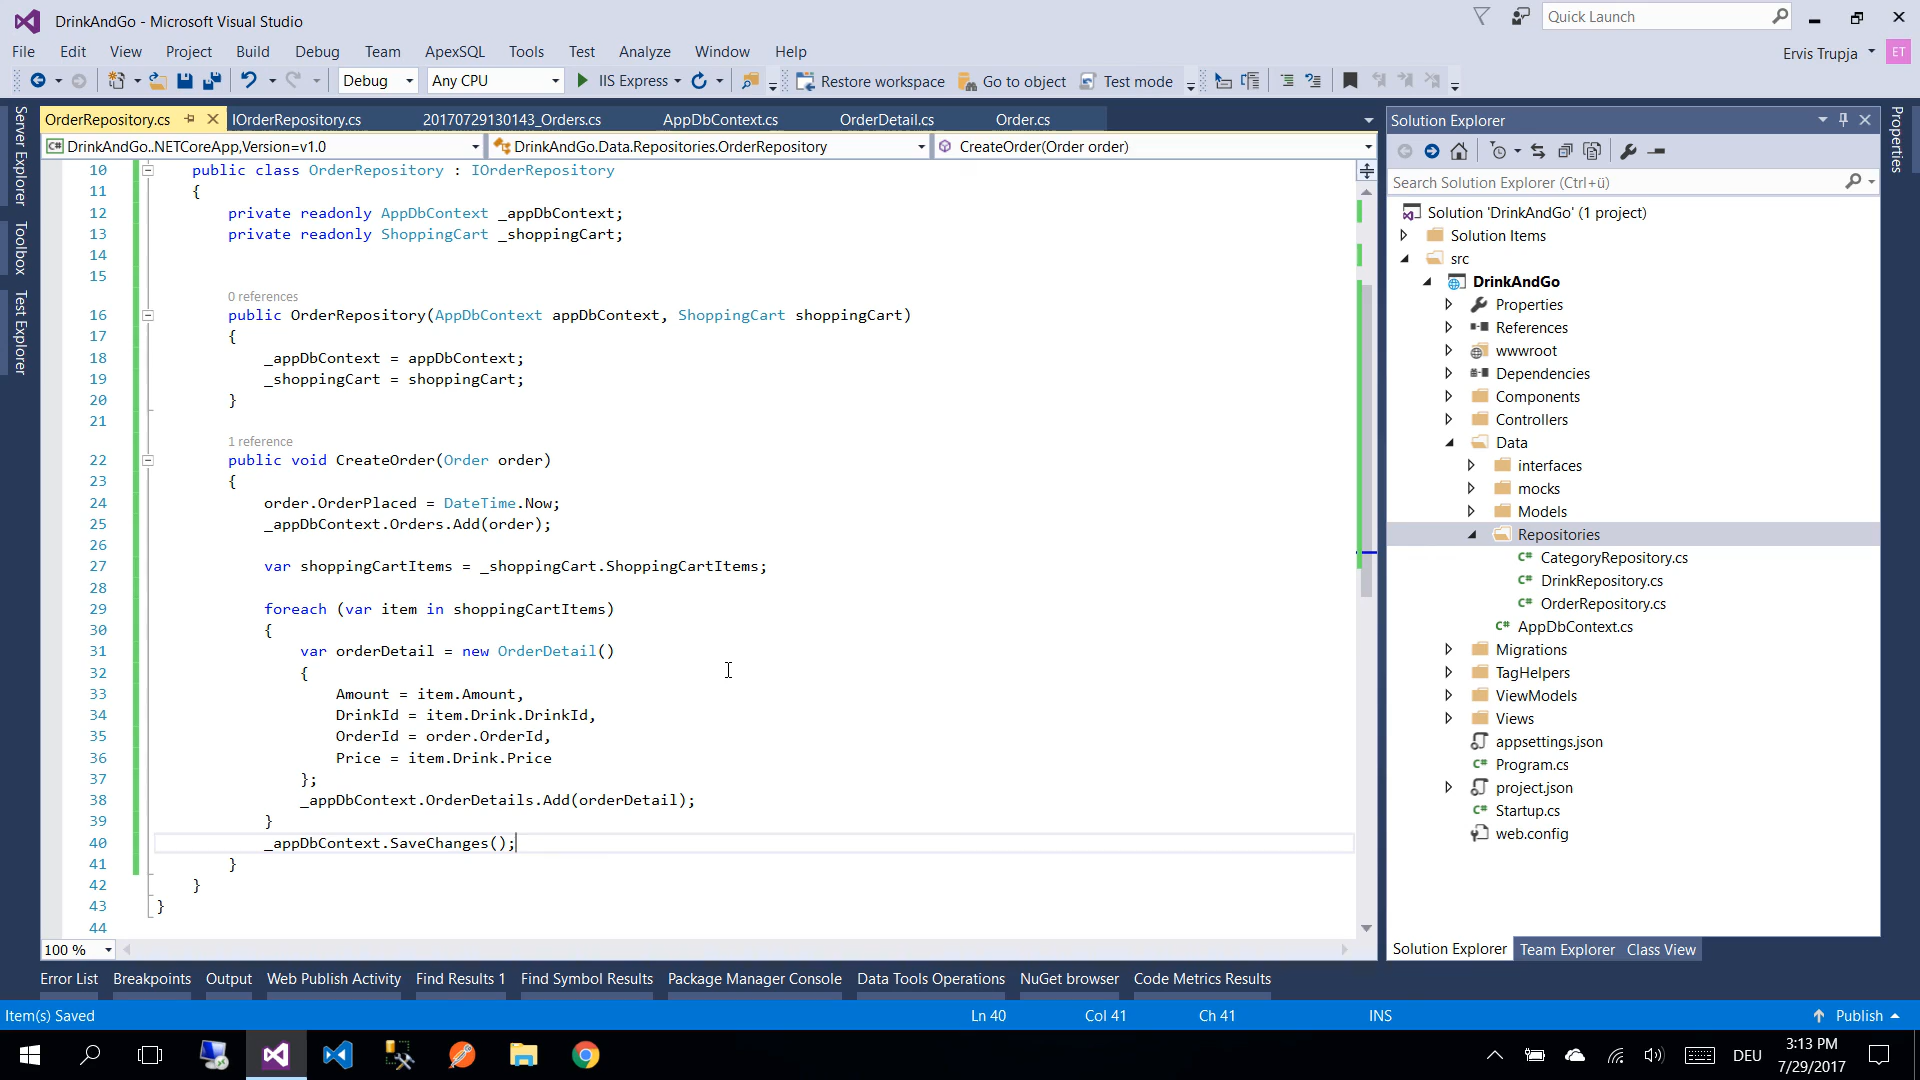 DrinkAndGo - Microsoft Visual Studio
Quick Launch
File Edit View Project Build Debug Team ApexSQL Tools Test Analyze Window Help
Ervis Trupja ET
Debug Any CPU IIS Express Restore workspace Go to object Test mode
OrderRepository.cs IOrderRepository.cs 20170729130143_Orders.cs AppDbContext.cs OrderDetail.cs Order.cs
DrinkAndGo..NETCoreApp,Version=v1.0 DrinkAndGo.Data.Repositories.OrderRepository CreateOrder(Order order)
Server Explorer
Toolbox
Test Explorer
10 public class OrderRepository : IOrderRepository
11 {
12 private readonly AppDbContext _appDbContext;
13 private readonly ShoppingCart _shoppingCart;
14
15
0 references
16 public OrderRepository(AppDbContext appDbContext, ShoppingCart shoppingCart)
17 {
18 _appDbContext = appDbContext;
19 _shoppingCart = shoppingCart;
20 }
21
1 reference
22 public void CreateOrder(Order order)
23 {
24 order.OrderPlaced = DateTime.Now;
25 _appDbContext.Orders.Add(order);
26
27 var shoppingCartItems = _shoppingCart.ShoppingCartItems;
28
29 foreach (var item in shoppingCartItems)
30 {
31 var orderDetail = new OrderDetail()
32 {
33 Amount = item.Amount,
34 DrinkId = item.Drink.DrinkId,
35 OrderId = order.OrderId,
36 Price = item.Drink.Price
37 };
38 _appDbContext.OrderDetails.Add(orderDetail);
39 }
40 _appDbContext.SaveChanges();
41 }
42 }
43 }
44
100 %
Solution Explorer
Search Solution Explorer (Ctrl+ü)
Solution 'DrinkAndGo' (1 project)
Solution Items
src
DrinkAndGo
Properties
References
wwwroot
Dependencies
Components
Controllers
Data
interfaces
mocks
Models
Repositories
C# CategoryRepository.cs
C# DrinkRepository.cs
C# OrderRepository.cs
C# AppDbContext.cs
Migrations
TagHelpers
ViewModels
Views
appsettings.json
C# Program.cs
project.json
C# Startup.cs
web.config
Solution Explorer Team Explorer Class View
Properties
Error List Breakpoints Output Web Publish Activity Find Results 1 Find Symbol Results Package Manager Console Data Tools Operations NuGet browser Code Metrics Results
Item(s) Saved Ln 40 Col 41 Ch 41 INS Publish
DEU
3:13 PM
7/29/2017